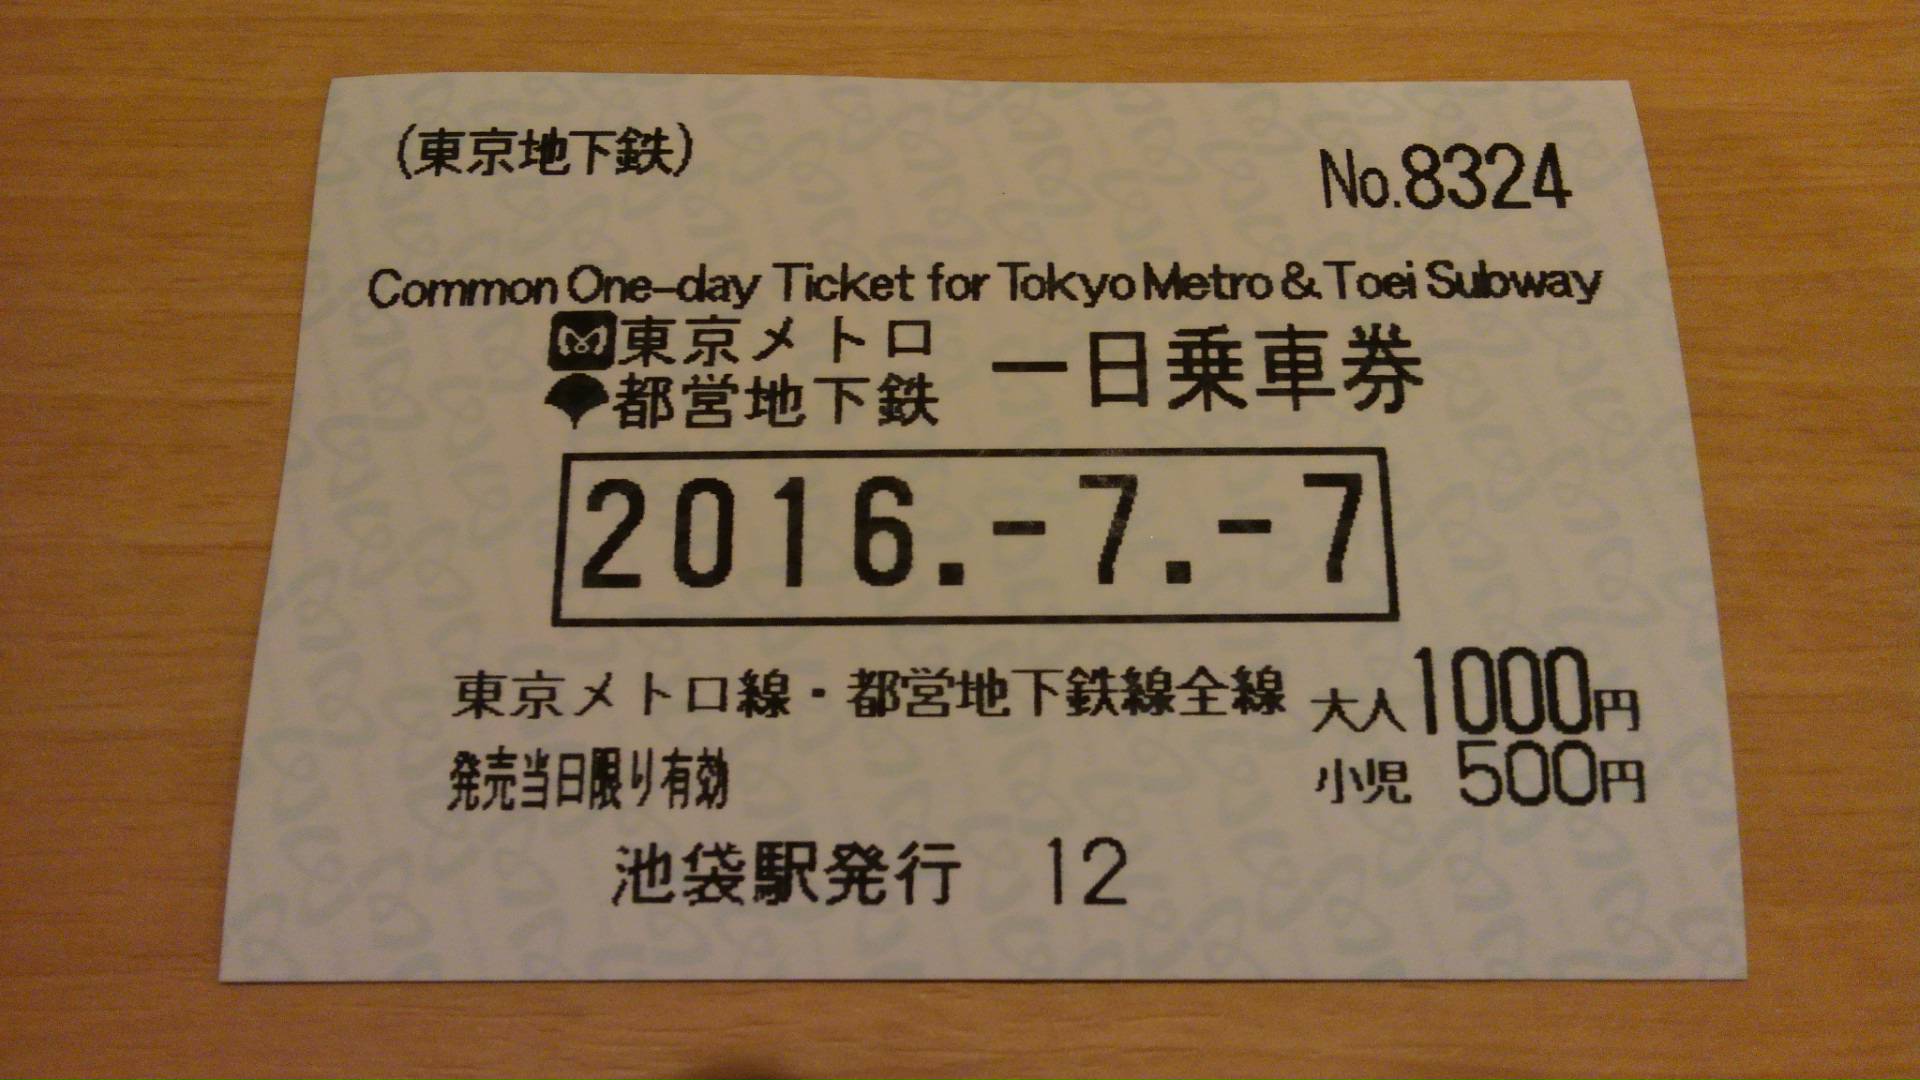 (東京地下鉄)
No.8324
Common One-day Ticket for Tokyo Metro & Toei Subway
東京メトロ
都営地下鉄
一日乗車券
2016.-7.-7
東京メトロ線・都営地下鉄線全線 大人1000円
発売当日限り有効 小児 500円
池袋駅発行 12